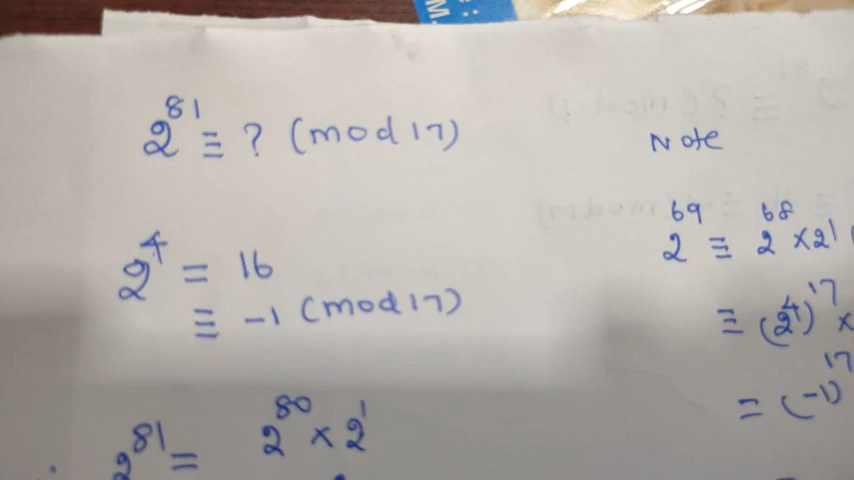 2^81 ≡ ? (mod 17)
2^4 = 16
≡ -1 (mod 17)
2^81 = 2^80 × 2^1
Note
2^69 ≡ 2^68 × 2^1 (
≡ (2^4)^17 ×
= (-1)^17